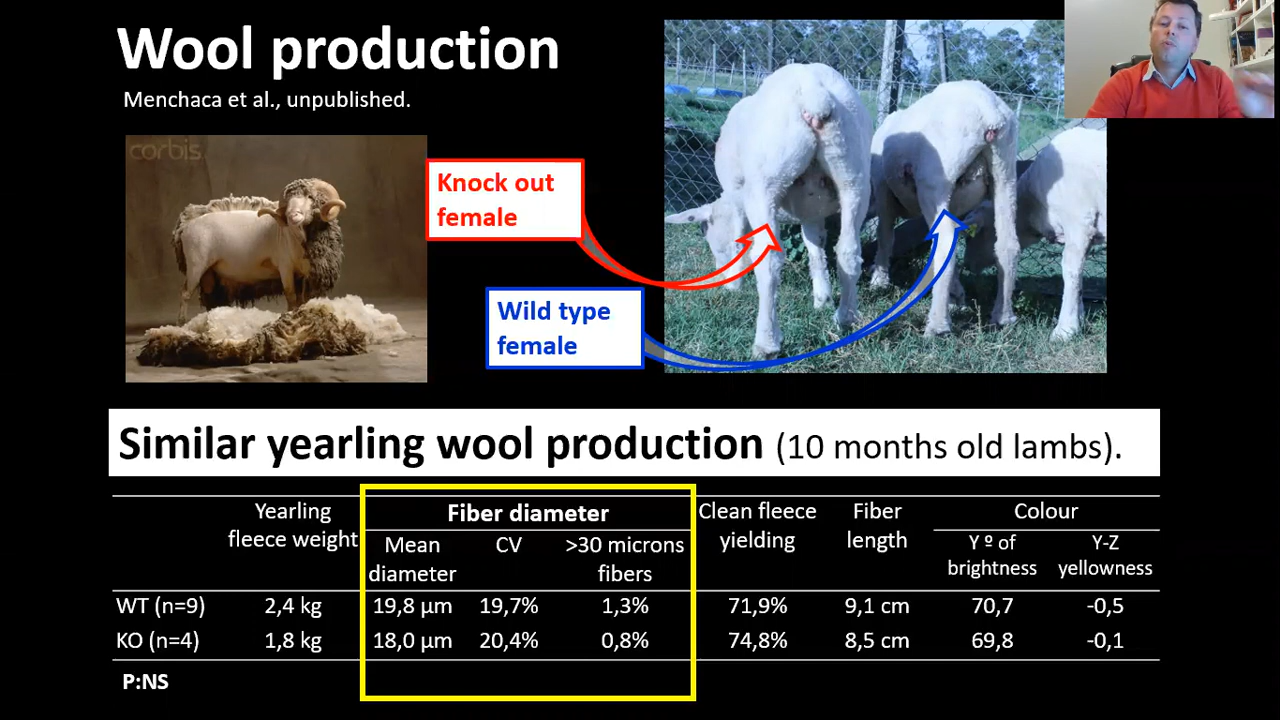 Wool production
Menchaca et al., unpublished.
corbis.
Knock out
female
Wild type
female
Similar yearling wool production (10 months old lambs).
Yearling
fleece weight
Fiber diameter
Mean
diameter
CV
>30 microns
fibers
Clean fleece
yielding
Fiber
length
Colour
Y º of
brightness
Y-Z
yellowness
WT (n=9) 2,4 kg 19,8 µm 19,7% 1,3% 71,9% 9,1 cm 70,7 -0,5
KO (n=4) 1,8 kg 18,0 µm 20,4% 0,8% 74,8% 8,5 cm 69,8 -0,1
P:NS